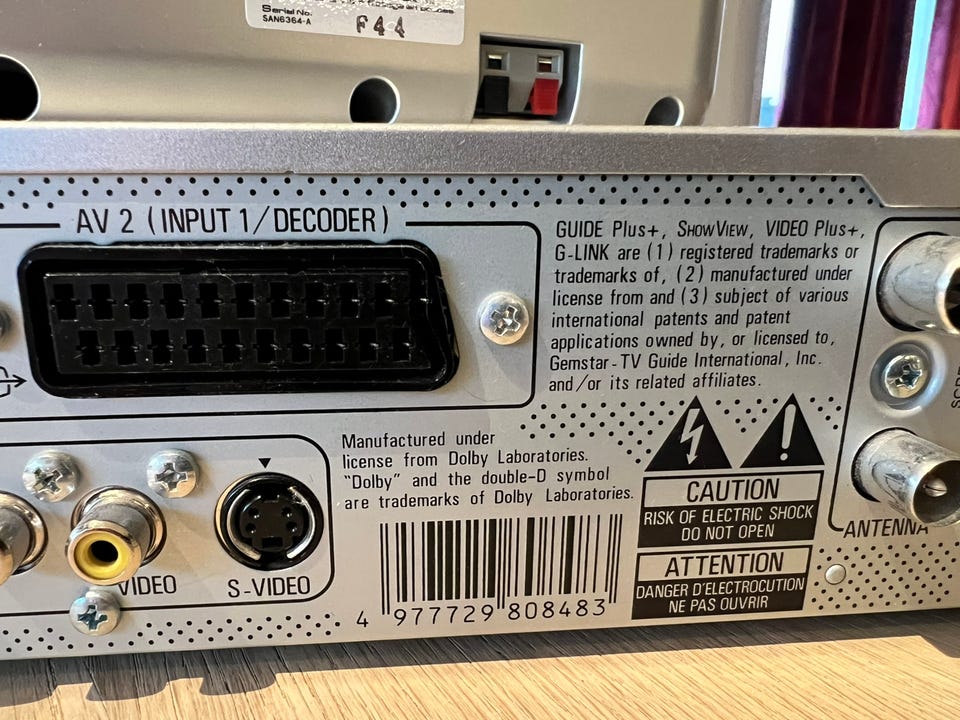 Serial No.
SAN6364-A
F44
AV 2 (INPUT 1/DECODER)
GUIDE Plus+, SHOWVIEW, VIDEO Plus+,
G-LINK are (1) registered trademarks or
trademarks of, (2) manufactured under
license from and (3) subject of various
international patents and patent
applications owned by, or licensed to,
Gemstar-TV Guide International, Inc.
and/or its related affiliates.
Manufactured under
license from Dolby Laboratories.
"Dolby" and the double-D symbol
are trademarks of Dolby Laboratories.
CAUTION
RISK OF ELECTRIC SHOCK
DO NOT OPEN
ATTENTION
DANGER D'ELECTROCUTION
NE PAS OUVRIR
ANTENNA
VIDEO
S-VIDEO
4 977729 808483